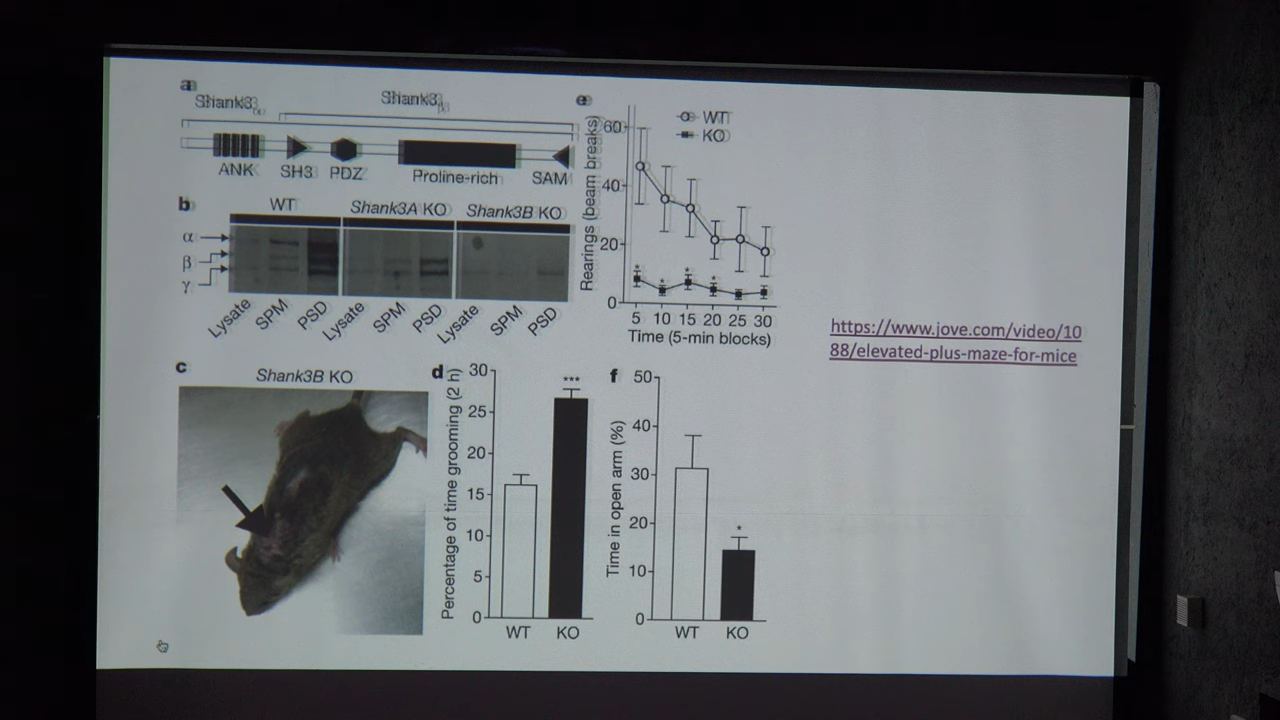 a
Shank3α
Shank3β
ANK SH3 PDZ Proline-rich SAM
b
WT Shank3A KO Shank3B KO
α
β
γ
Lysate SPM PSD Lysate SPM PSD Lysate SPM PSD
c
Shank3B KO
d
Percentage of time grooming (2 h)
30
25
20
15
10
5
0
***
WT KO
e
WT
KO
Rearings (beam breaks)
60
40
20
0
* * * *
5 10 15 20 25 30
Time (5-min blocks)
f
Time in open arm (%)
50
40
30
20
10
0
*
WT KO
https://www.jove.com/video/10
88/elevated-plus-maze-for-mice